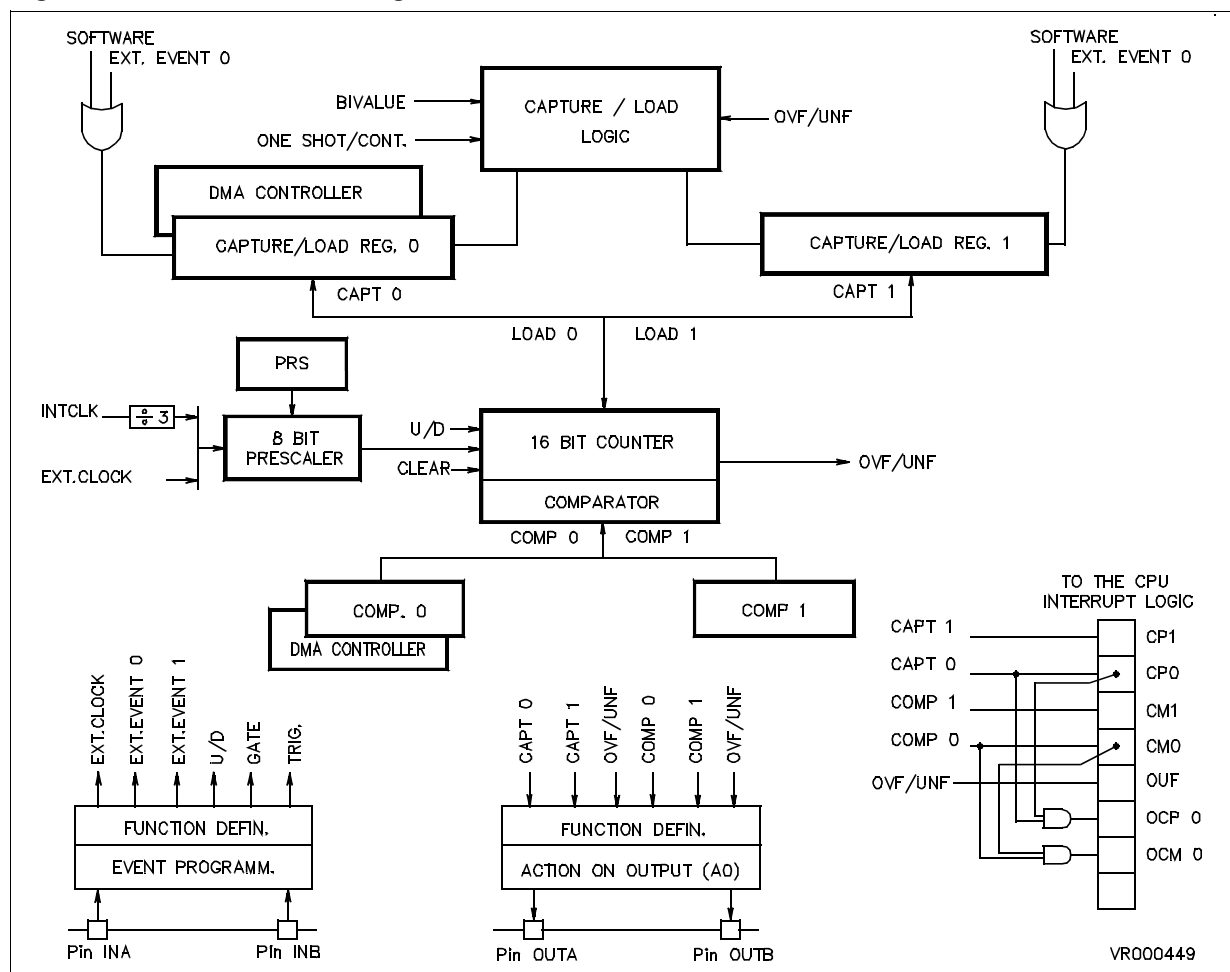 SOFTWARE
EXT. EVENT 0
SOFTWARE
EXT. EVENT 0
BIVALUE
ONE SHOT/CONT.
CAPTURE / LOAD
LOGIC
OVF/UNF
DMA CONTROLLER
CAPTURE/LOAD REG. 0
CAPTURE/LOAD REG. 1
CAPT 0
CAPT 1
LOAD 0
LOAD 1
PRS
INTCLK
÷ 3
EXT.CLOCK
8 BIT
PRESCALER
U/D
CLEAR
16 BIT COUNTER
COMPARATOR
OVF/UNF
COMP 0
COMP 1
COMP. 0
DMA CONTROLLER
COMP 1
TO THE CPU
INTERRUPT LOGIC
CAPT 1
CP1
CAPT 0
CP0
COMP 1
CM1
COMP 0
CM0
OVF/UNF
OUF
OCP 0
OCM 0
EXT.CLOCK
EXT.EVENT 0
EXT.EVENT 1
U/D
GATE
TRIG.
FUNCTION DEFIN.
EVENT PROGRAMM.
Pin INA
Pin INB
CAPT 0
CAPT 1
OVF/UNF
COMP 0
COMP 1
OVF/UNF
FUNCTION DEFIN.
ACTION ON OUTPUT (AO)
Pin OUTA
Pin OUTB
VR000449